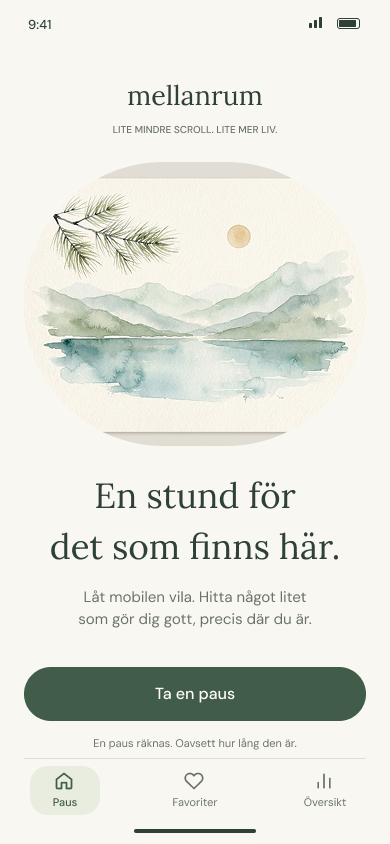 9:41
mellanrum
LITE MINDRE SCROLL. LITE MER LIV.
En stund för
det som finns här.
Låt mobilen vila. Hitta något litet
som gör dig gott, precis där du är.
Ta en paus
En paus räknas. Oavsett hur lång den är.
Paus
Favoriter
Översikt